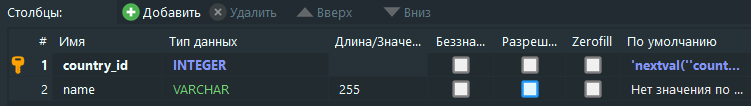 Столбцы: Добавить Удалить Вверх Вниз
# Имя Тип данных Длина/Значе... Беззна... Разреш... Zerofill По умолчанию
1 country_id INTEGER 'nextval(''count...
2 name VARCHAR 255 Нет значения по ...